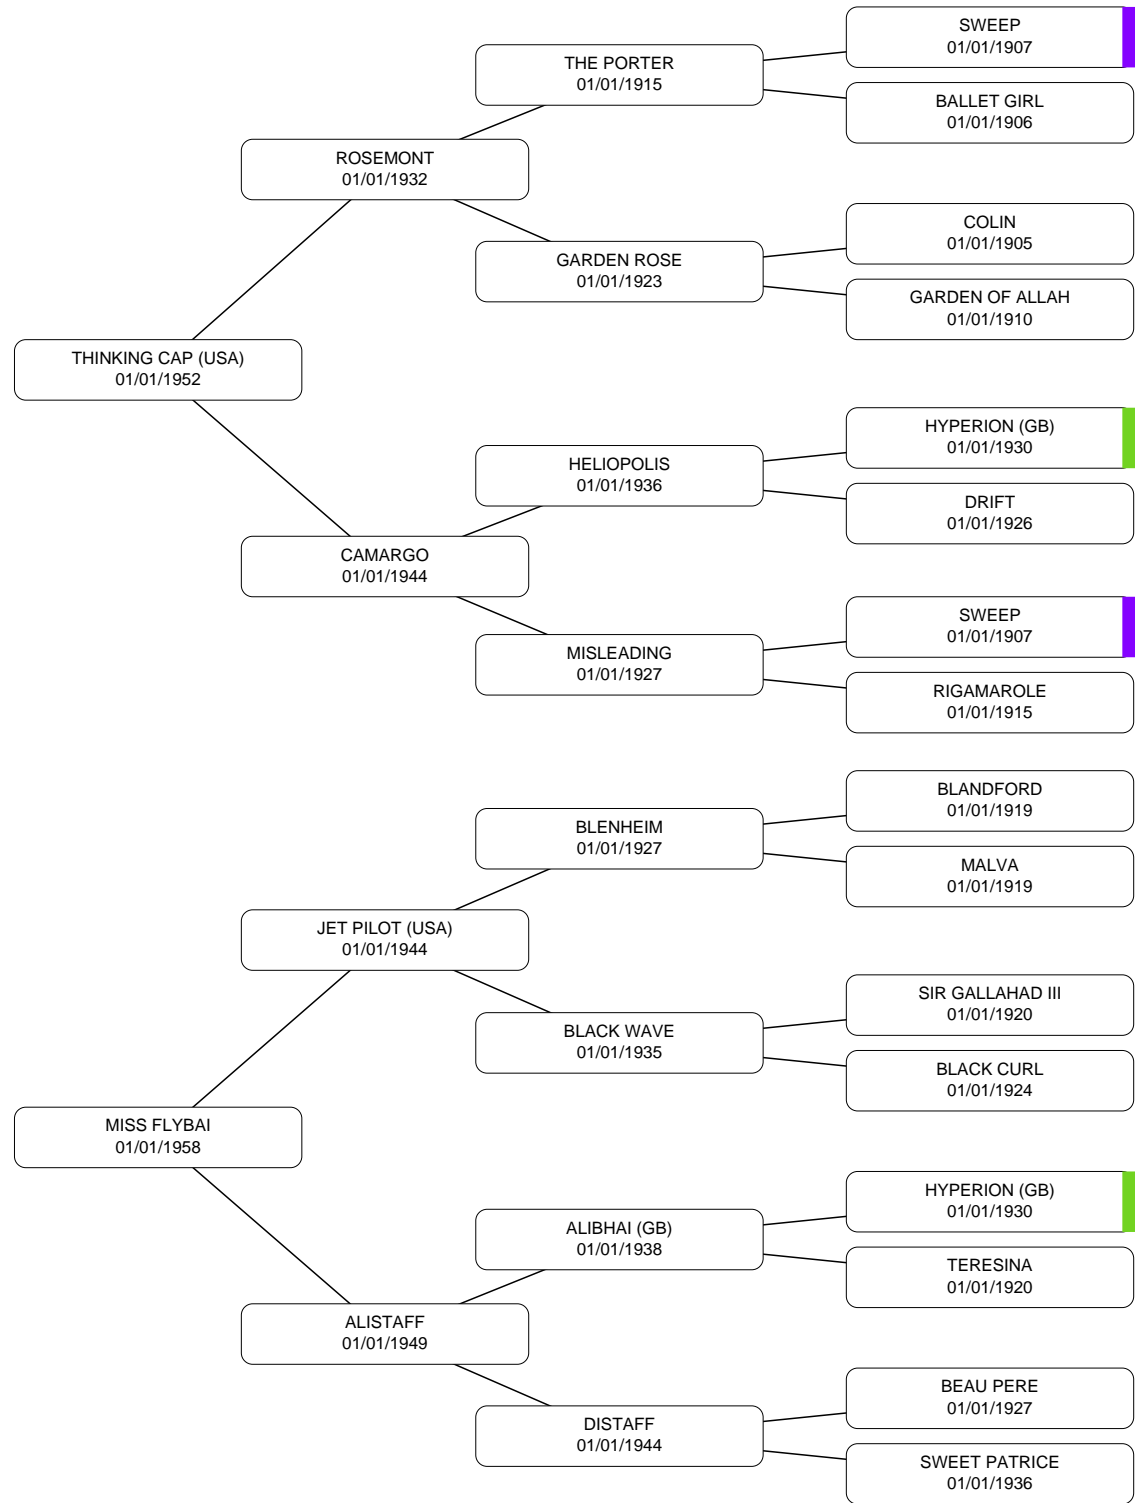 SWEEP
01/01/1907
THE PORTER
01/01/1915
BALLET GIRL
01/01/1906
ROSEMONT
01/01/1932
COLIN
01/01/1905
GARDEN ROSE
01/01/1923
GARDEN OF ALLAH
01/01/1910
THINKING CAP (USA)
01/01/1952
HYPERION (GB)
01/01/1930
HELIOPOLIS
01/01/1936
DRIFT
01/01/1926
CAMARGO
01/01/1944
SWEEP
01/01/1907
MISLEADING
01/01/1927
RIGAMAROLE
01/01/1915
BLANDFORD
01/01/1919
BLENHEIM
01/01/1927
MALVA
01/01/1919
JET PILOT (USA)
01/01/1944
SIR GALLAHAD III
01/01/1920
BLACK WAVE
01/01/1935
BLACK CURL
01/01/1924
MISS FLYBAI
01/01/1958
HYPERION (GB)
01/01/1930
ALIBHAI (GB)
01/01/1938
TERESINA
01/01/1920
ALISTAFF
01/01/1949
BEAU PERE
01/01/1927
DISTAFF
01/01/1944
SWEET PATRICE
01/01/1936